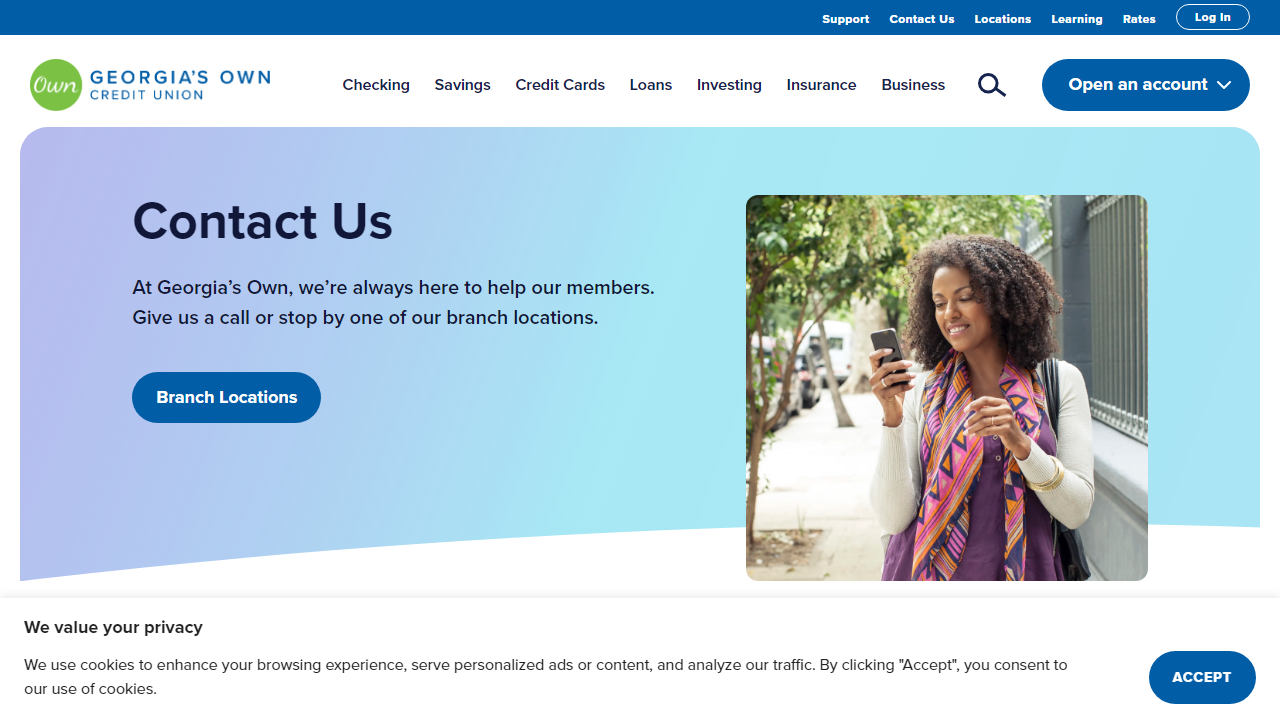 Support Contact Us Locations Learning Rates Log In
Own GEORGIA'S OWN
CREDIT UNION
Checking Savings Credit Cards Loans Investing Insurance Business Open an account
Contact Us
At Georgia’s Own, we’re always here to help our members.
Give us a call or stop by one of our branch locations.
Branch Locations
We value your privacy
We use cookies to enhance your browsing experience, serve personalized ads or content, and analyze our traffic. By clicking "Accept", you consent to
our use of cookies.
ACCEPT